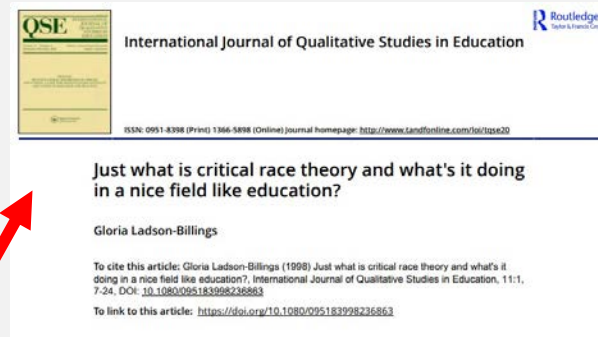 QSE
Routledge
Taylor & Francis Group
International Journal of Qualitative Studies in Education
ISSN: 0951-8398 (Print) 1366-5898 (Online) Journal homepage: http://www.tandfonline.com/loi/tqse20
Just what is critical race theory and what's it doing
in a nice field like education?
Gloria Ladson-Billings
To cite this article: Gloria Ladson-Billings (1998) Just what is critical race theory and what's it
doing in a nice field like education?, International Journal of Qualitative Studies in Education, 11:1,
7-24, DOI: 10.1080/095183998236863
To link to this article: https://doi.org/10.1080/095183998236863